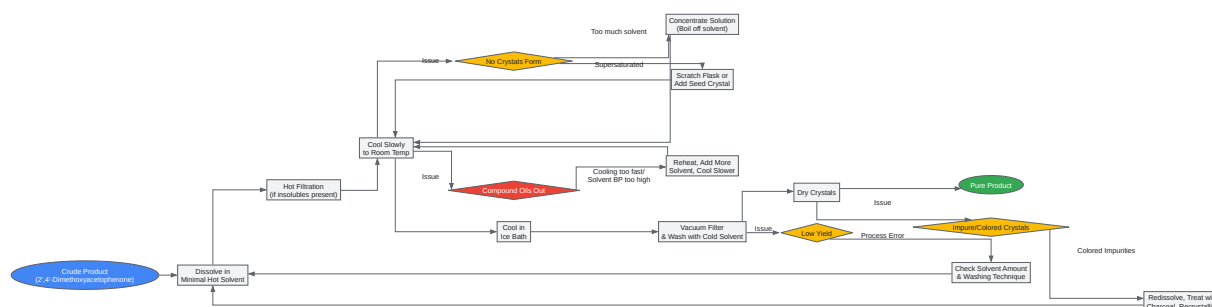 Concentrate Solution
(Boil off solvent)
Too much solvent
Issue
No Crystals Form
Supersaturated
Scratch Flask or
Add Seed Crystal
Cool Slowly
to Room Temp
Reheat, Add More
Solvent, Cool Slower
Cooling too fast/
Solvent BP too high
Issue
Compound Oils Out
Hot Filtration
(if insolubles present)
Dry Crystals
Pure Product
Issue
Cool in
Ice Bath
Vacuum Filter
& Wash with Cold Solvent
Issue
Low Yield
Process Error
Impure/Colored Crystals
Colored Impurities
Crude Product
(2',4'-Dimethoxyacetophenone)
Dissolve in
Minimal Hot Solvent
Check Solvent Amount
& Washing Technique
Redissolve, Treat